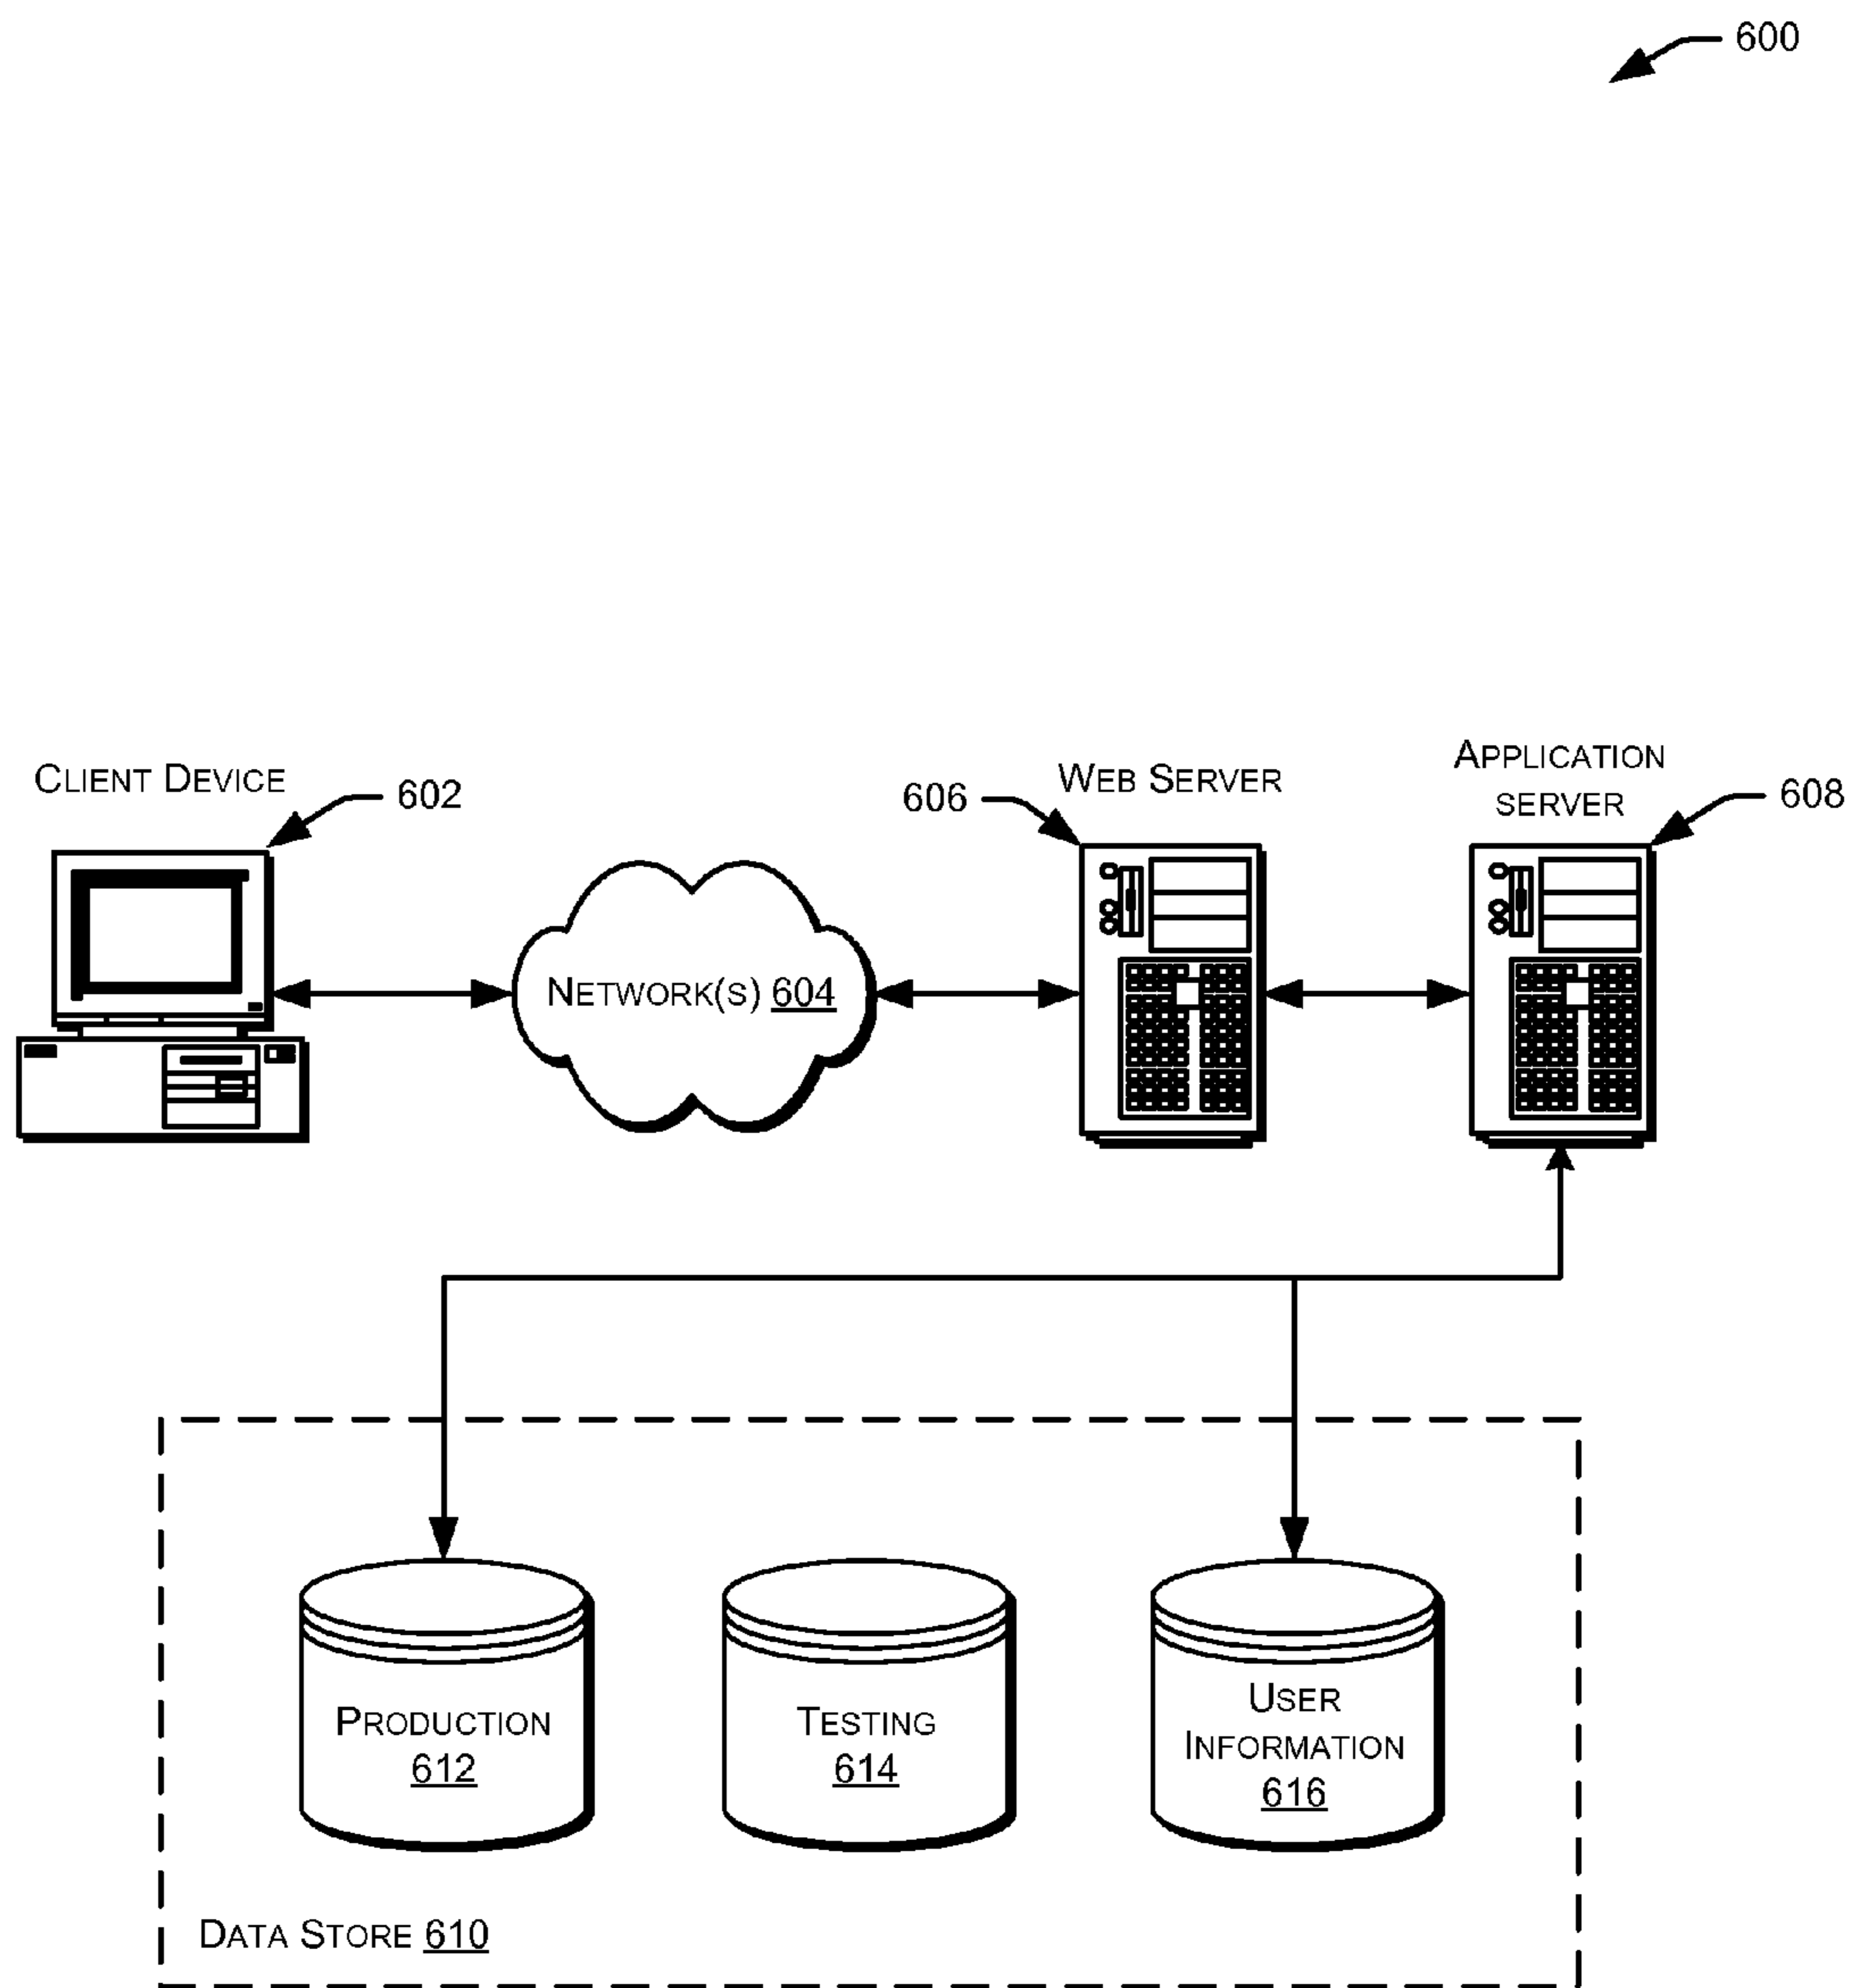 600
CLIENT DEVICE
602
606
WEB SERVER
APPLICATION
SERVER
608
NETWORK(S) 604
PRODUCTION
612
TESTING
614
USER
INFORMATION
616
DATA STORE 610